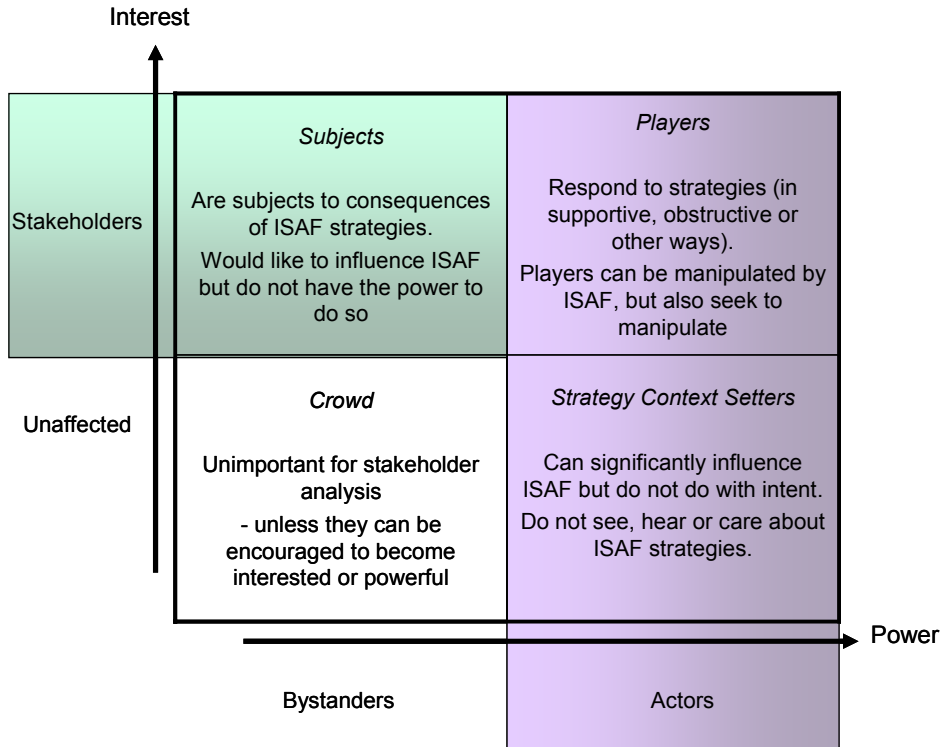 Interest
Stakeholders
Subjects
Are subjects to consequences
of ISAF strategies.
Would like to influence ISAF
but do not have the power to
do so
Players
Respond to strategies (in
supportive, obstructive or
other ways).
Players can be manipulated by
ISAF, but also seek to
manipulate
Unaffected
Crowd
Unimportant for stakeholder
analysis
- unless they can be
encouraged to become
interested or powerful
Strategy Context Setters
Can significantly influence
ISAF but do not do with intent.
Do not see, hear or care about
ISAF strategies.
Power
Bystanders
Actors